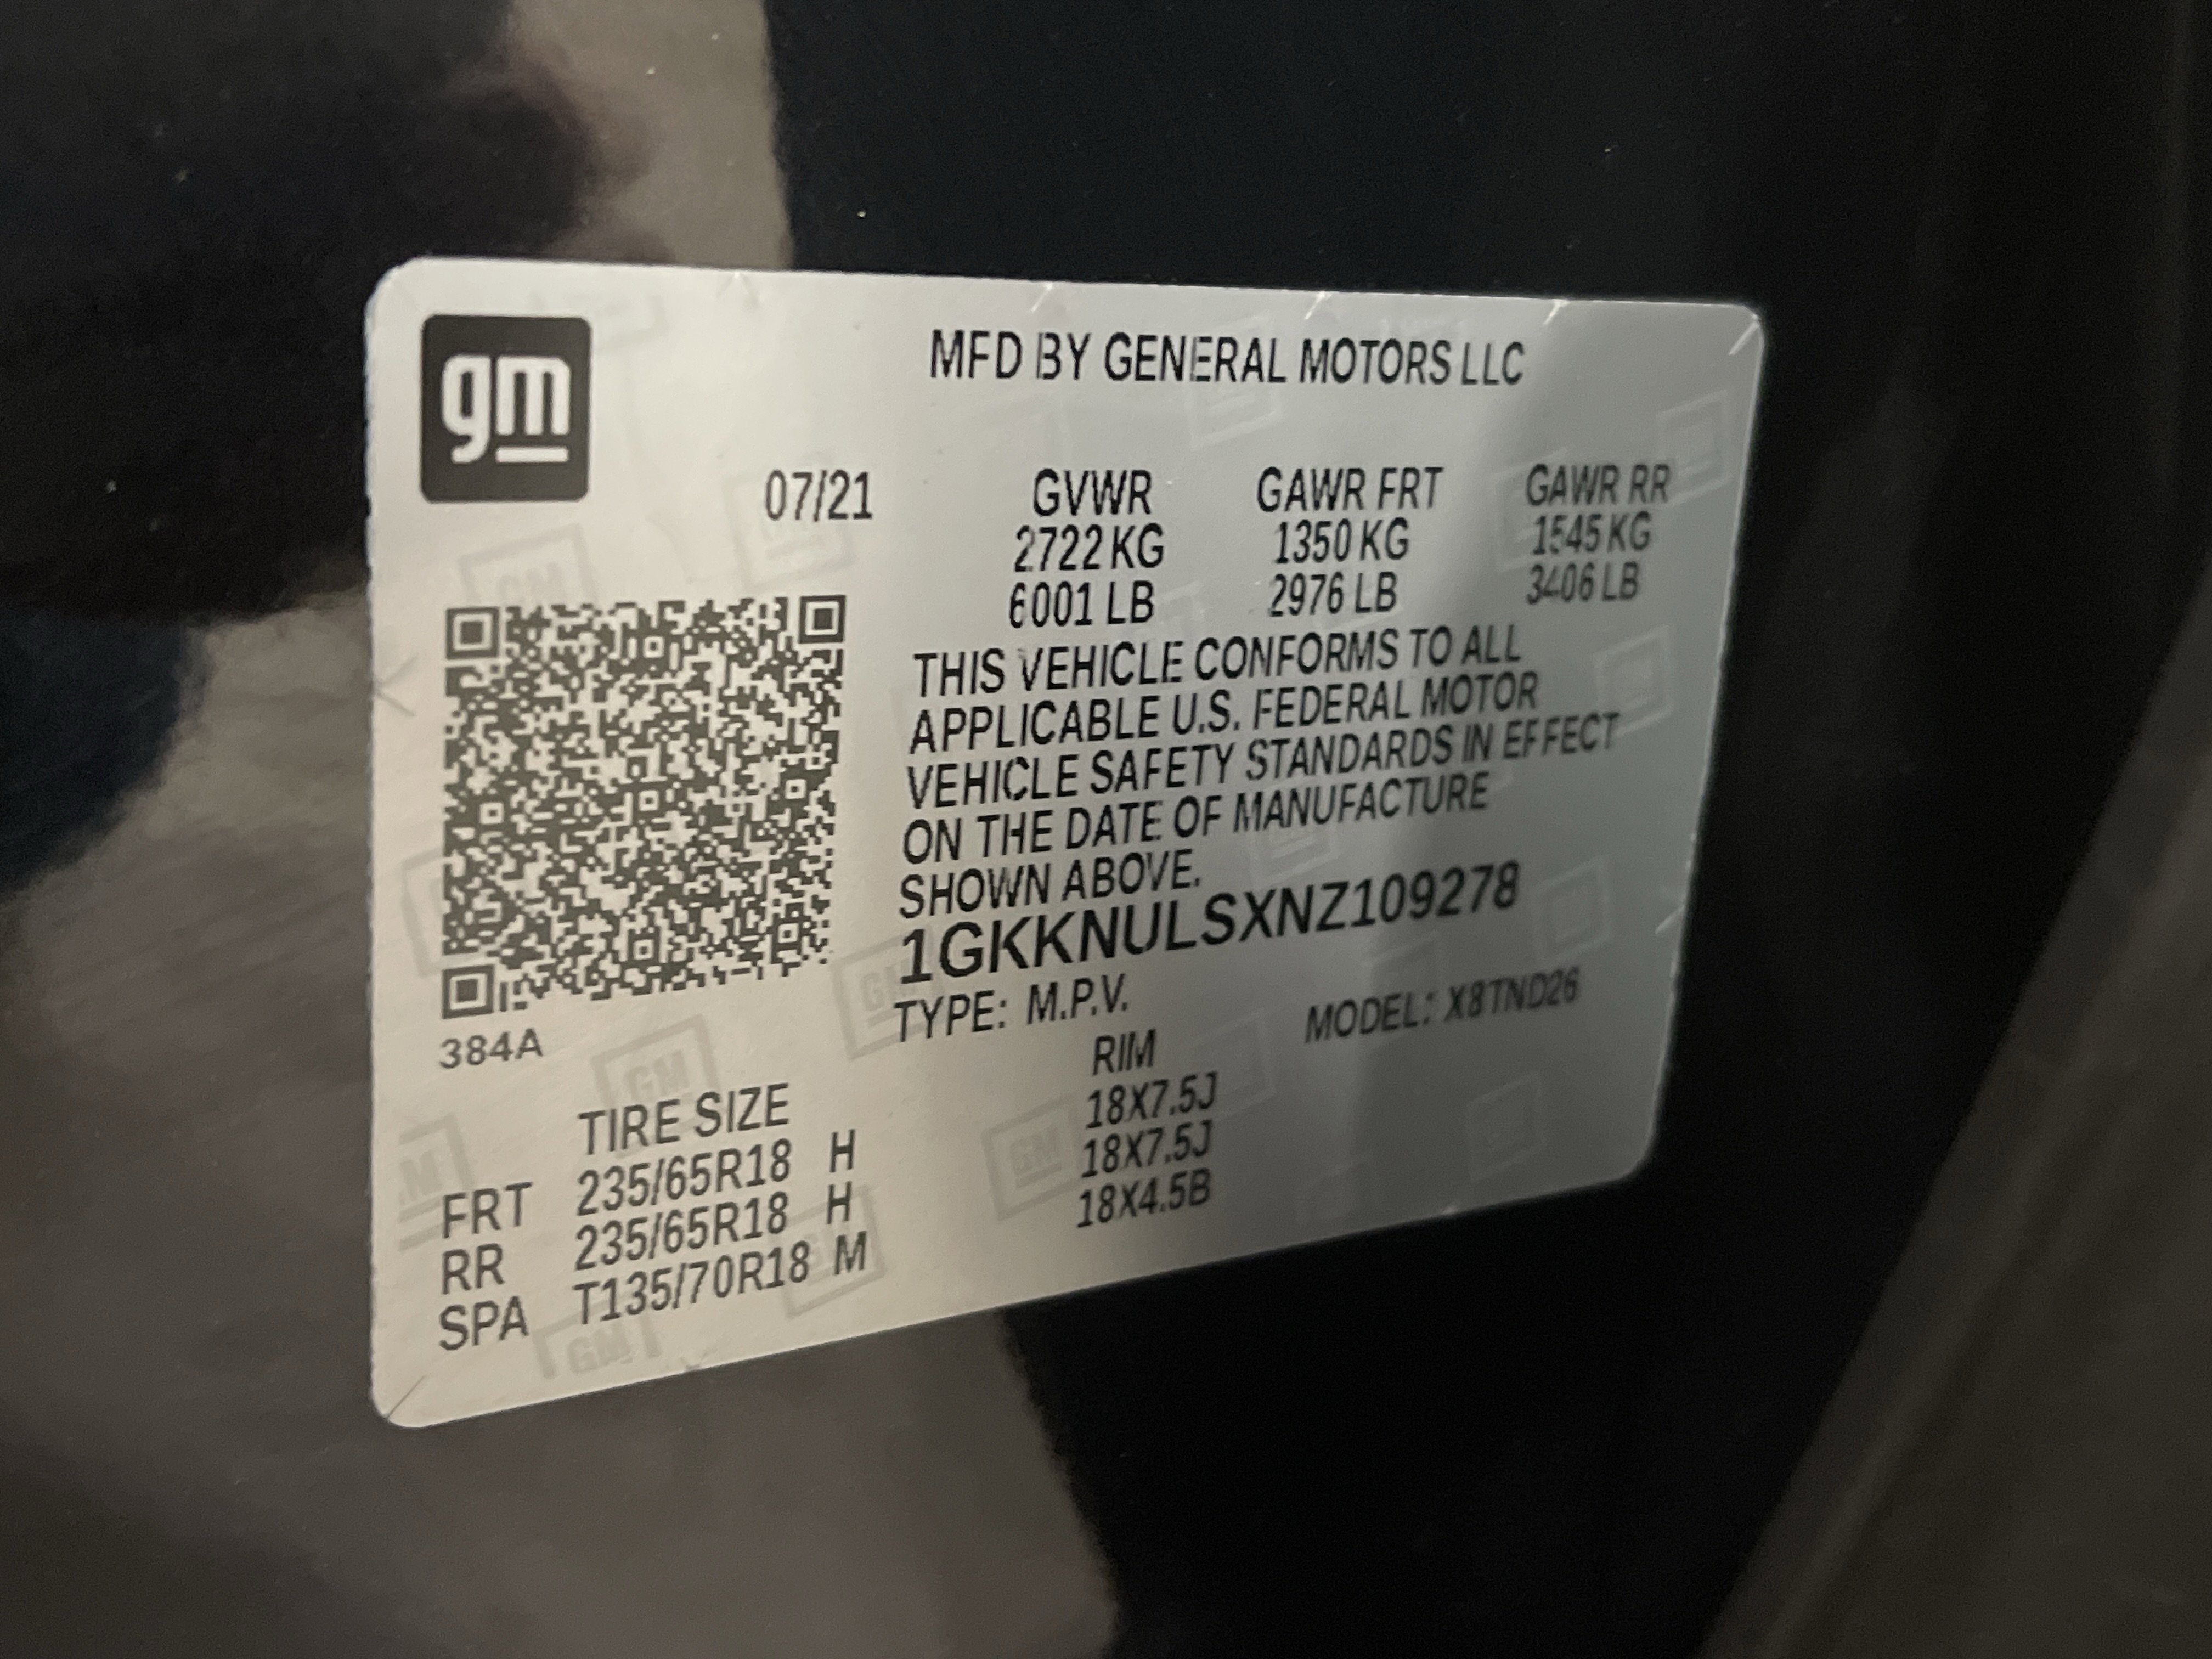 gm
MFD BY GENERAL MOTORS LLC
07/21 GVWR GAWR FRT GAWR RR
2722 KG 1350 KG 1545 KG
6001 LB 2976 LB 3406 LB
THIS VEHICLE CONFORMS TO ALL
APPLICABLE U.S. FEDERAL MOTOR
VEHICLE SAFETY STANDARDS IN EFFECT
ON THE DATE OF MANUFACTURE
SHOWN ABOVE.
1GKKNULSXNZ109278
TYPE: M.P.V. MODEL: X8TND26
384A
TIRE SIZE RIM
FRT 235/65R18 H 18X7.5J
RR 235/65R18 H 18X7.5J
SPA T135/70R18 M 18X4.5B